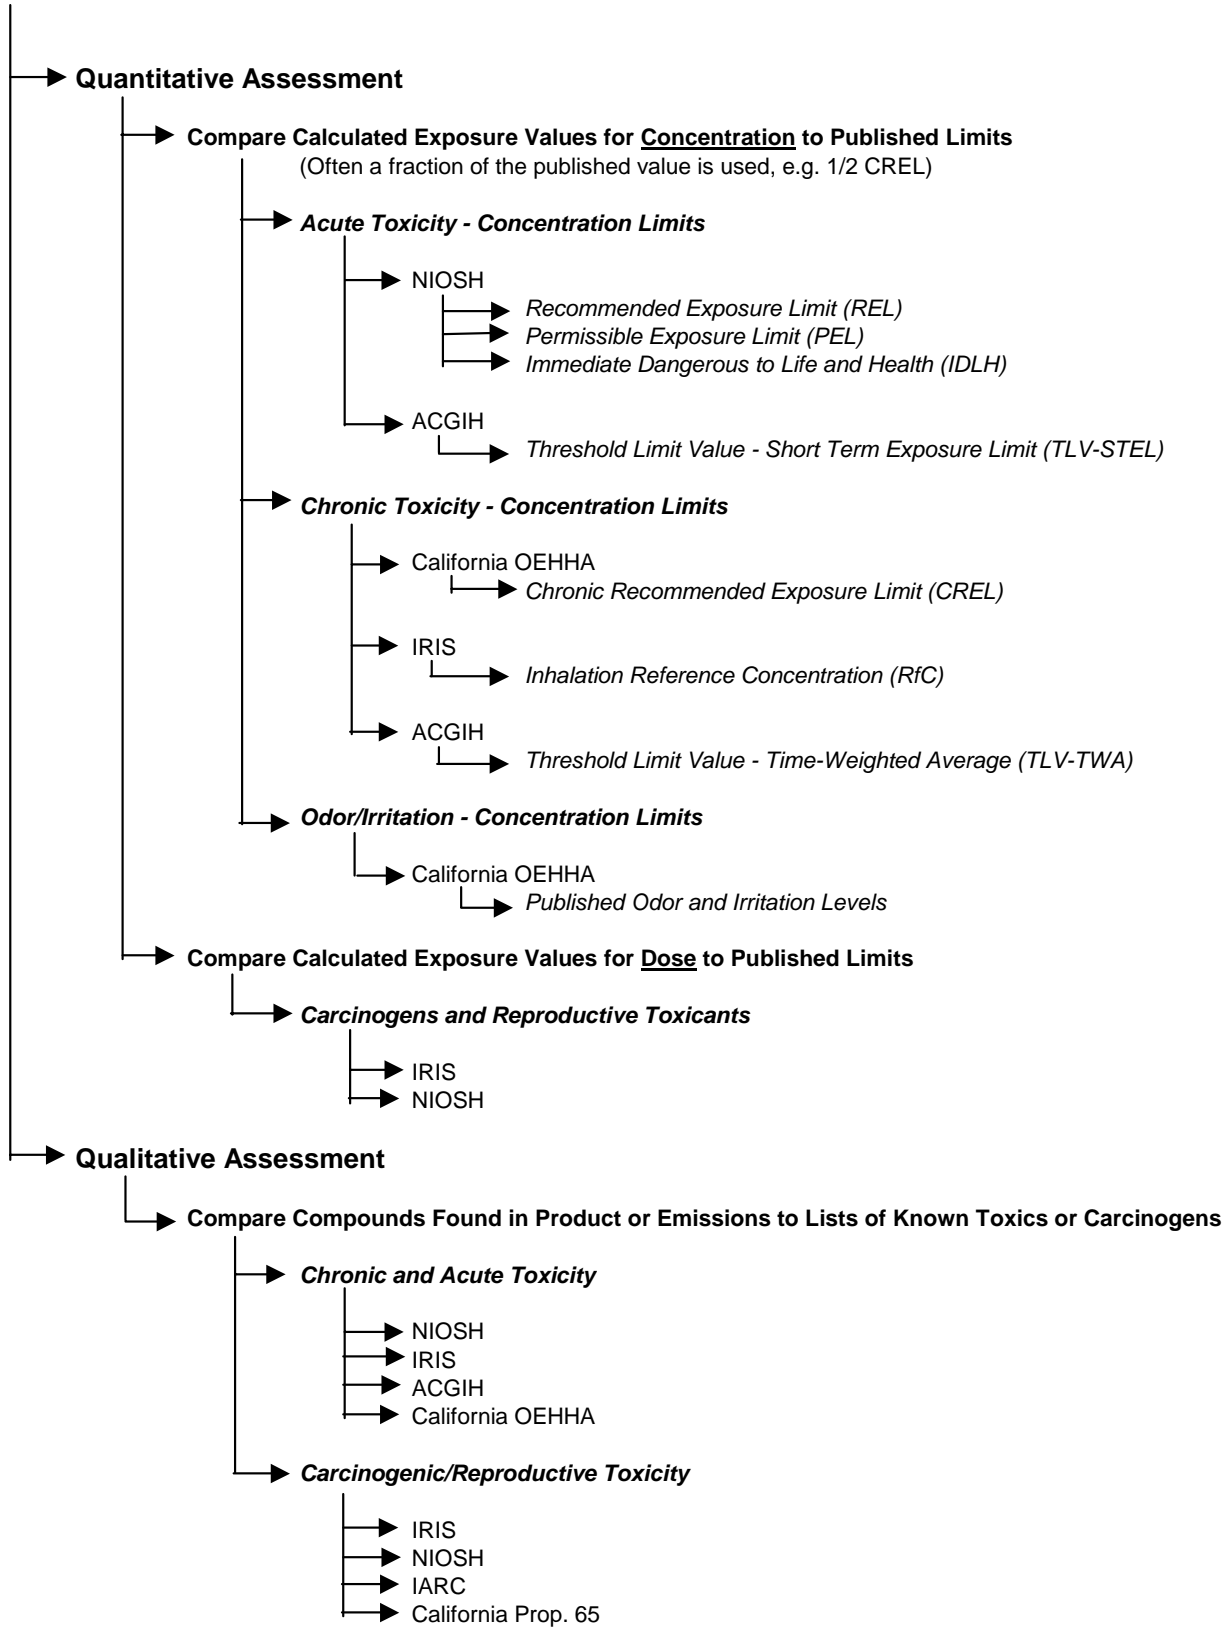 Quantitative Assessment
Compare Calculated Exposure Values for Concentration to Published Limits
(Often a fraction of the published value is used, e.g. 1/2 CREL)
Acute Toxicity - Concentration Limits
NIOSH
Recommended Exposure Limit (REL)
Permissible Exposure Limit (PEL)
Immediate Dangerous to Life and Health (IDLH)
ACGIH
Threshold Limit Value - Short Term Exposure Limit (TLV-STEL)
Chronic Toxicity - Concentration Limits
California OEHHA
Chronic Recommended Exposure Limit (CREL)
IRIS
Inhalation Reference Concentration (RfC)
ACGIH
Threshold Limit Value - Time-Weighted Average (TLV-TWA)
Odor/Irritation - Concentration Limits
California OEHHA
Published Odor and Irritation Levels
Compare Calculated Exposure Values for Dose to Published Limits
Carcinogens and Reproductive Toxicants
IRIS
NIOSH
Qualitative Assessment
Compare Compounds Found in Product or Emissions to Lists of Known Toxics or Carcinogens
Chronic and Acute Toxicity
NIOSH
IRIS
ACGIH
California OEHHA
Carcinogenic/Reproductive Toxicity
IRIS
NIOSH
IARC
California Prop. 65